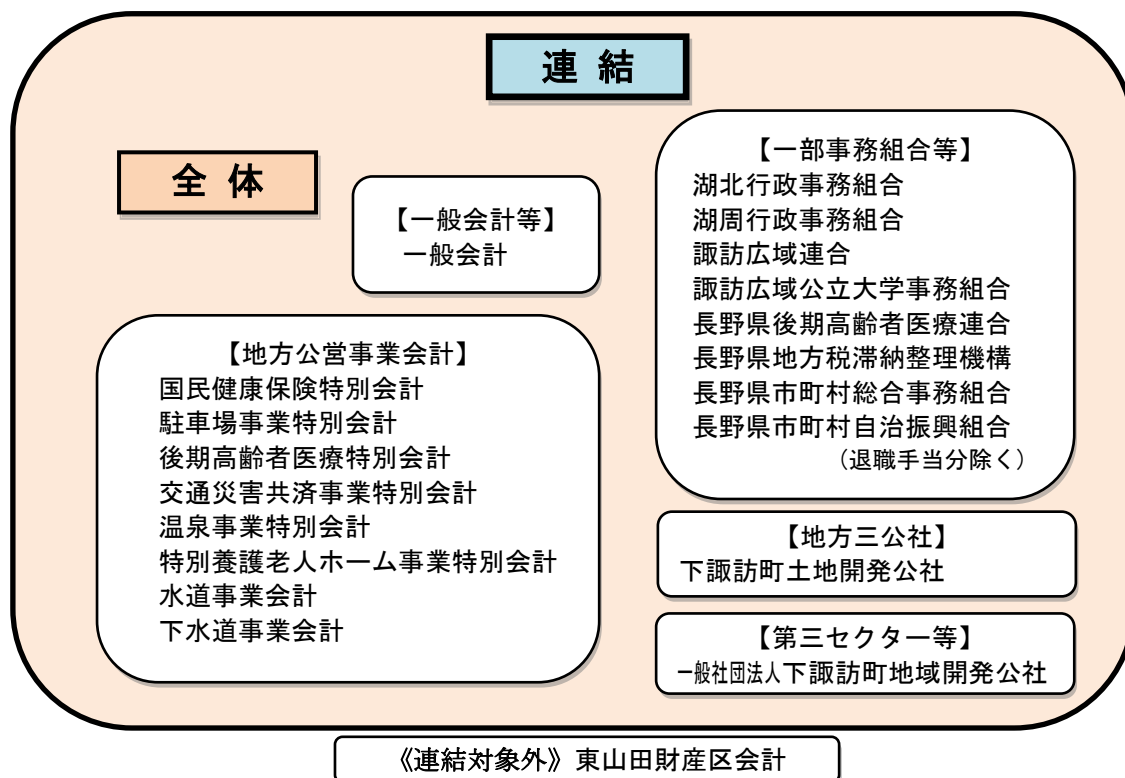 連 結
全 体
【一般会計等】
一般会計
【地方公営事業会計】
国民健康保険特別会計
駐車場事業特別会計
後期高齢者医療特別会計
交通災害共済事業特別会計
温泉事業特別会計
特別養護老人ホーム事業特別会計
水道事業会計
下水道事業会計
【一部事務組合等】
湖北行政事務組合
湖周行政事務組合
諏訪広域連合
諏訪広域公立大学事務組合
長野県後期高齢者医療連合
長野県地方税滞納整理機構
長野県市町村総合事務組合
長野県市町村自治振興組合
（退職手当分除く）
【地方三公社】
下諏訪町土地開発公社
【第三セクター等】
一般社団法人下諏訪町地域開発公社
《連結対象外》東山田財産区会計